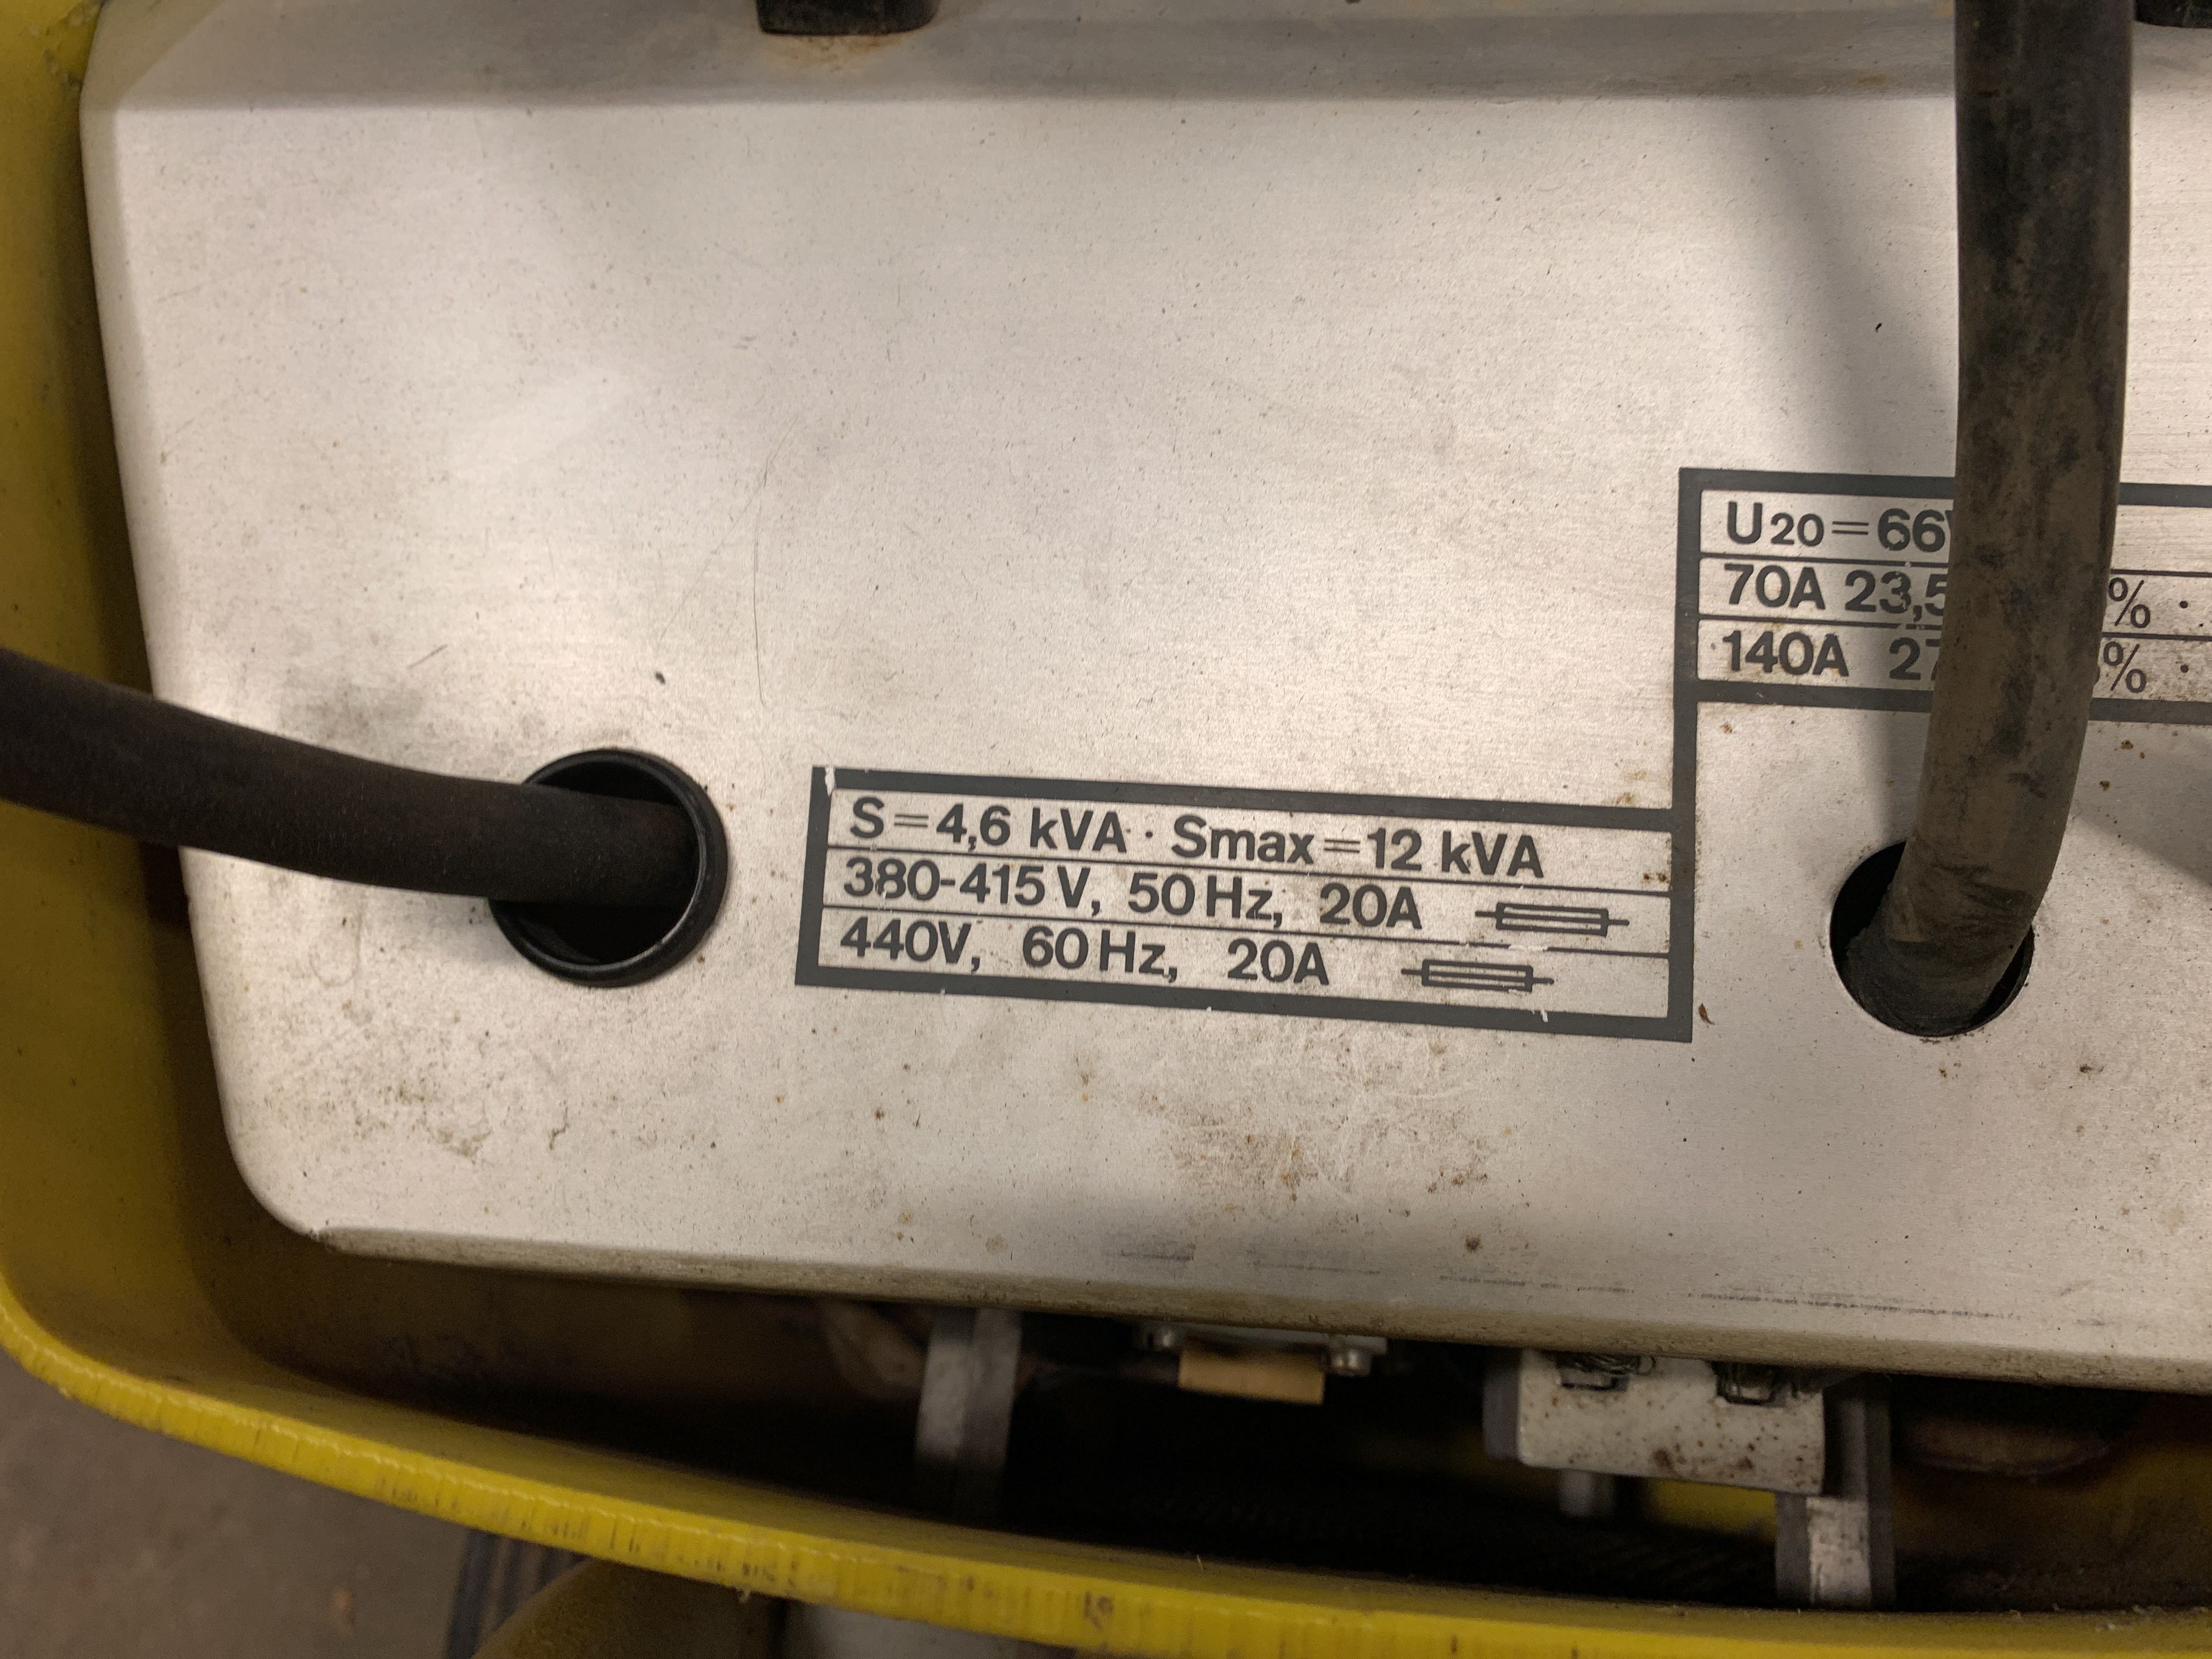 U20=66
70A 23,5 % ·
140A 27 % ·
S=4,6 kVA · Smax=12 kVA
380-415 V, 50 Hz, 20A
440V, 60 Hz, 20A